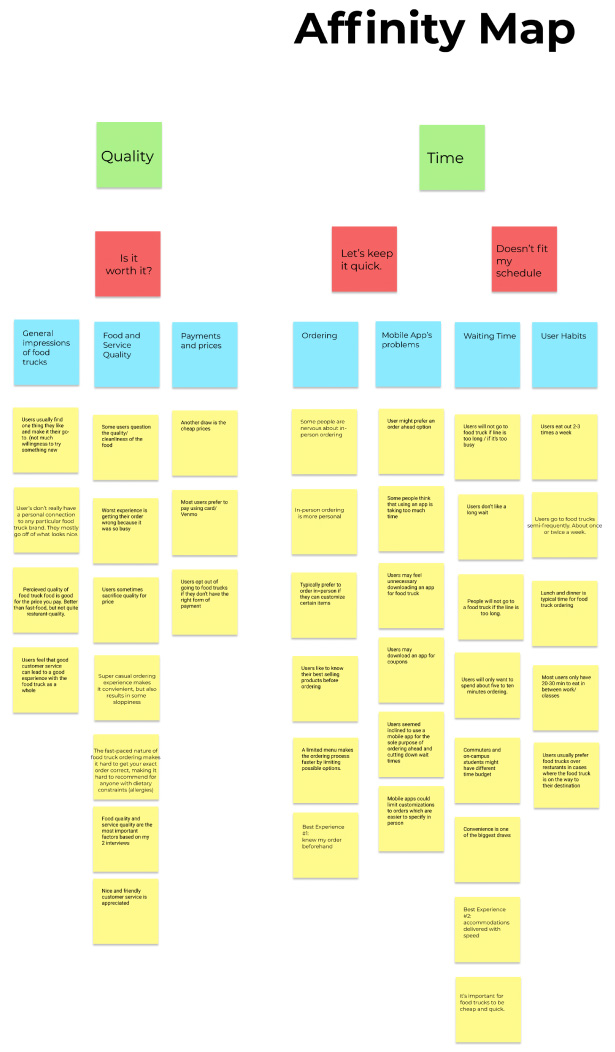 Affinity Map
Quality
Time
Is it
worth it?
Let's keep
it quick.
Doesn't fit
my
schedule
General
impressions
of food
trucks
Food and
Service
Quality
Payments
and prices
Ordering
Mobile App's
problems
Waiting Time
User Habits
Users usually find
one thing they like
and make it their go-
to (not much
willingness to try
something new
User's don't really have
a personal connection to
any particular food
truck brand. They mostly
go off of what looks nice.
Percieved quality of
food truck food is good
for the price you pay. Better
than fast food, but not quite
resterant quality.
Users feel that good
customer service
can lead to a good
experience with the
food truck as a
whole
Some users question
the quality/
cleanliness of the
food
Worst experience is
getting their order
wrong because it
was so busy
Users sometimes
sacrifice quality for
price
Super casual ordering
experience makes
it convienient, but also
results in some
sloppiness
The fast-paced nature of
food truck ordering makes
it hard to get your exact
order correct, making it
hard to recommend for
anyone with dietary
constraints (allergies)
Food quality and
service quality are the
most important
factors based on my
2 interviews
Nice and friendly
customer service is
appreciated
Another draw is the
cheap prices
Most users prefer to
pay using card/
Venmo
Users opt out of
going to food trucks
if they don't have the
right form of
payment
Some people are
nervous about in-
person ordering
In-person ordering
is more personal
Typically prefer to
order in=person if
they can customize
certain items
Users like to know
their best selling
products before
ordering
A limited menu makes
the ordering process
faster by limiting
possible options.
Best Experience
#1:
knew my order
beforehand
User might prefer an
order ahead option
Some people think
that using an app is
taking too much
time
Users may feel
unnecessary
downloading an app
for food truck
Users may
download an app for
coupons
Users seemed
inclined to use a
mobile app for the
sole purpose of
ordering ahead and
cutting down wait
times
Mobile apps could
limit customizations
to orders which are
easier to specify in
person
Users will not go to
food truck if line is
too long / if it's too
busy
Users don't like a
long wait
People will not go to
a food truck if the line is
too long.
Users will only want to
spend about five to ten
minutes ordering.
Commuters and
on-campus
students might
have different
time budget
Convenience is one
of the biggest draws
Best Experience
#2:
accommodations
delivered with
speed
It's important for
food trucks to be
cheap and quick.
Users eat out 2-3
times a week
Users go to food trucks
semi-frequently. About once
or twice a week.
Lunch and dinner is
typical time for food
truck ordering
Most users only have
20-30 min to eat in
between work/
classes
Users usually prefer
food trucks over
resturants in cases
where the food truck
is on the way to
their destination